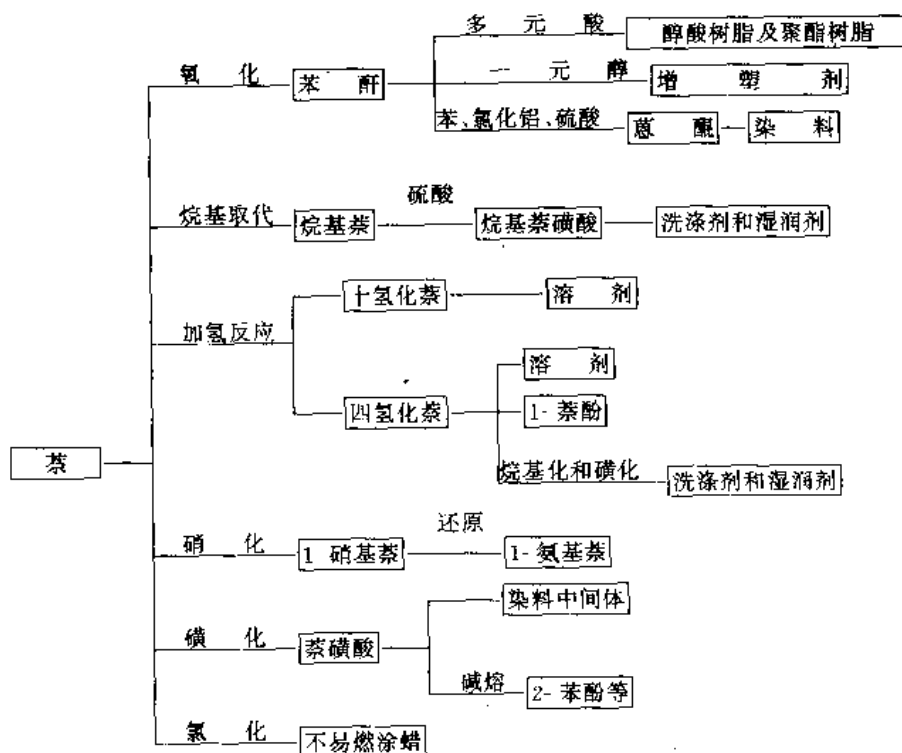 多元酸 醇酸树脂及聚酯树脂
氧化 苯酐 一元醇 增塑剂
苯、氯化铝、硫酸 蒽醌 染料
硫酸
烷基取代 烷基萘 烷基萘磺酸 洗涤剂和湿润剂
十氢化萘 溶剂
加氢反应
溶剂
四氢化萘 1-萘酚
萘
烷基化和磺化 洗涤剂和湿润剂
还原
硝化 1 硝基萘 1-氨基萘
染料中间体
磺化 萘磺酸
碱熔 2-苯酚等
氯化 不易燃涂蜡